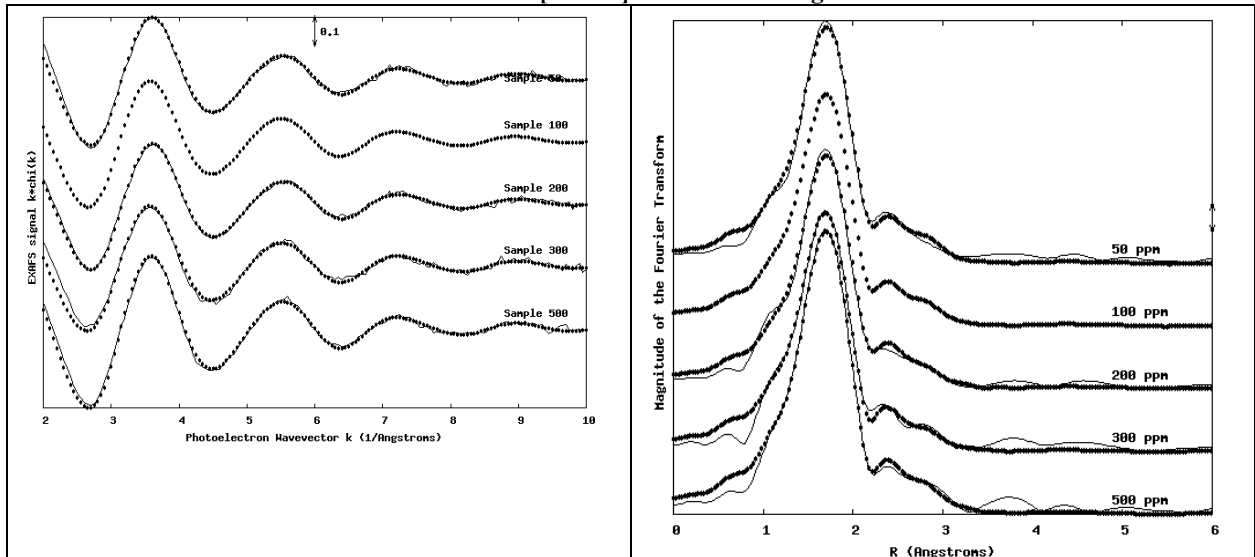 0.1
Sample 50
Sample 100
Sample 200
Sample 300
Sample 500
EXAFS signal k*chi(k)
2 3 4 5 6 7 8 9 10
Photoelectron Wavevector k (1/Angstroms)
Magnitude of the Fourier Transform
50 ppm
100 ppm
200 ppm
300 ppm
500 ppm
0 1 2 3 4 5 6
R (Angstroms)